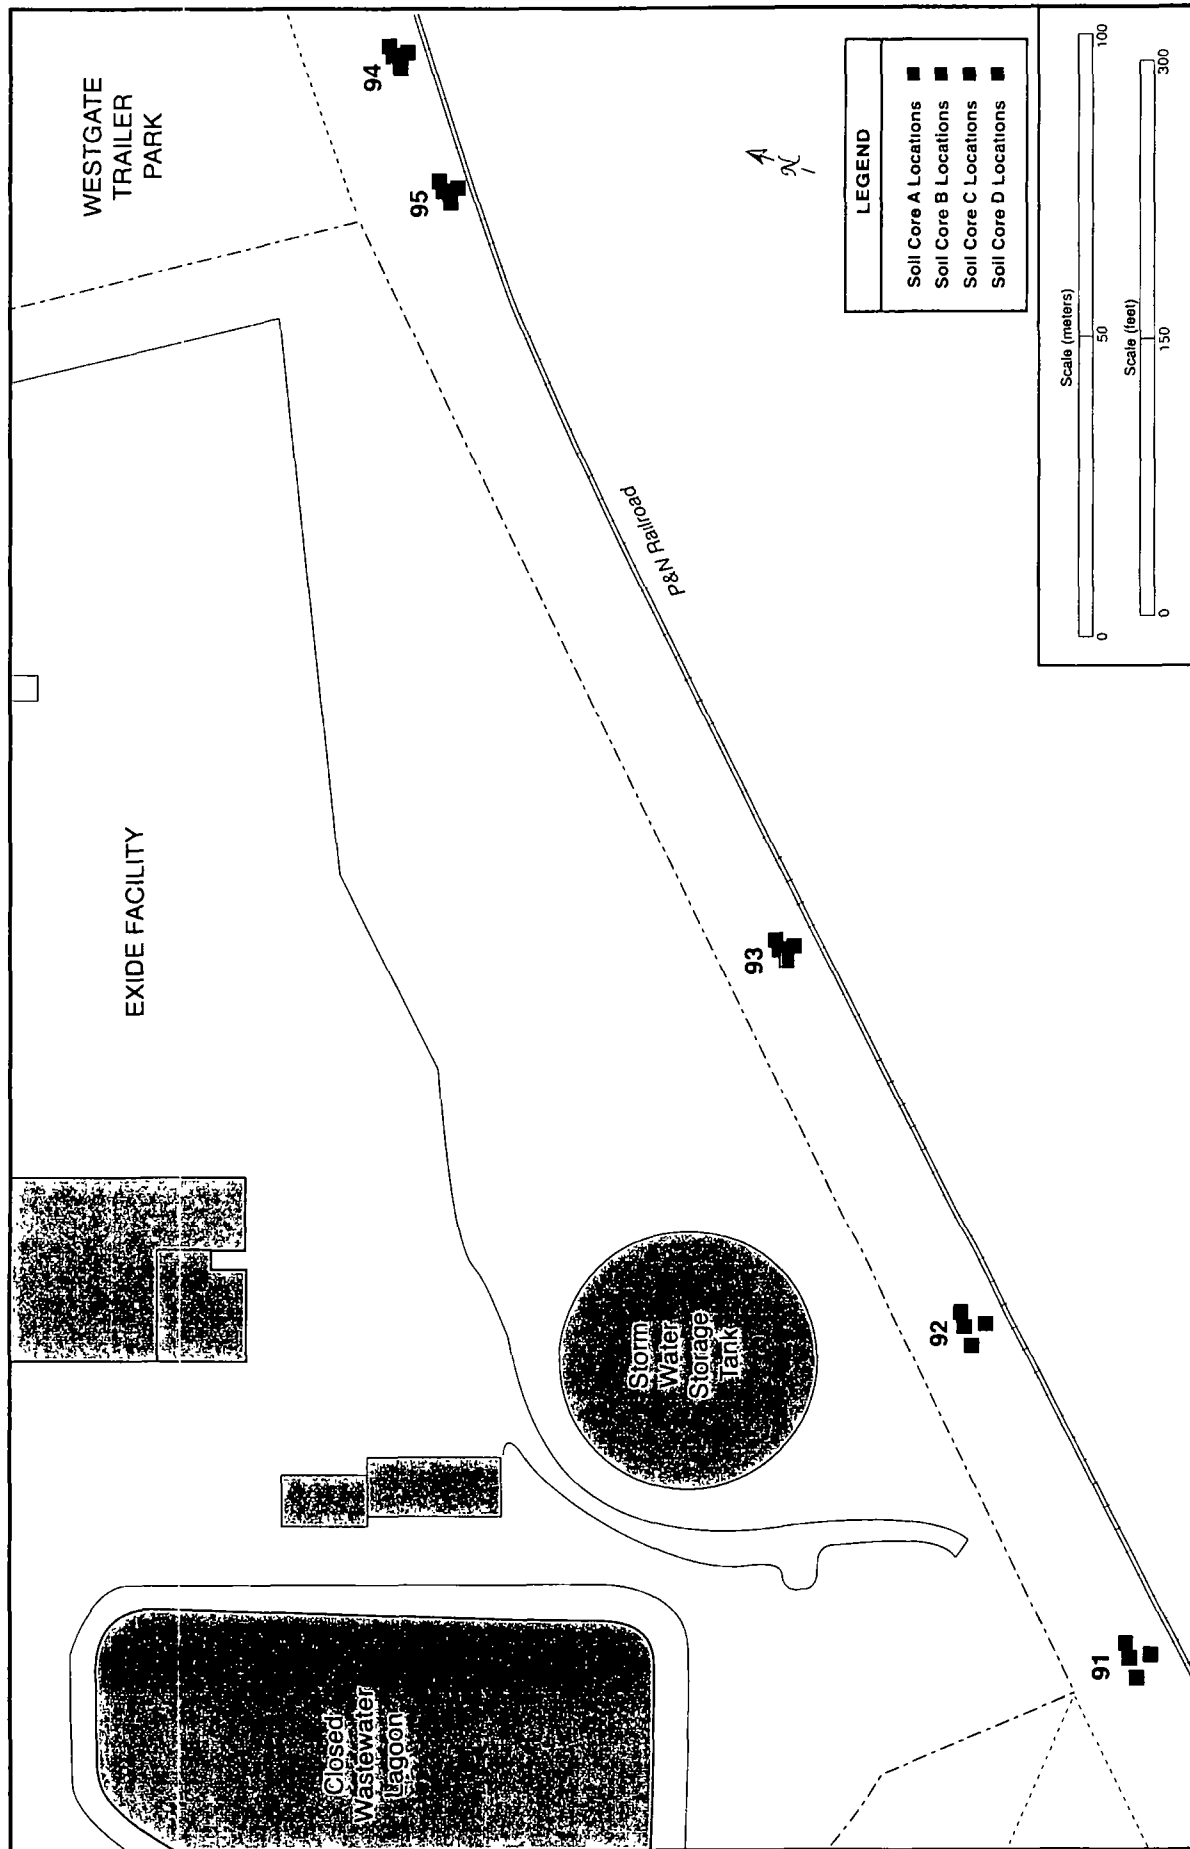 WESTGATE
TRAILER
PARK
EXIDE FACILITY
94
95
93
92
91
P&N Railroad
Storm
Water
Storage
Tank
Closed
Wastewater
Lagoon
N
LEGEND
Soil Core A Locations
Soil Core B Locations
Soil Core C Locations
Soil Core D Locations
Scale (meters)
0 50 100
Scale (feet)
0 150 300